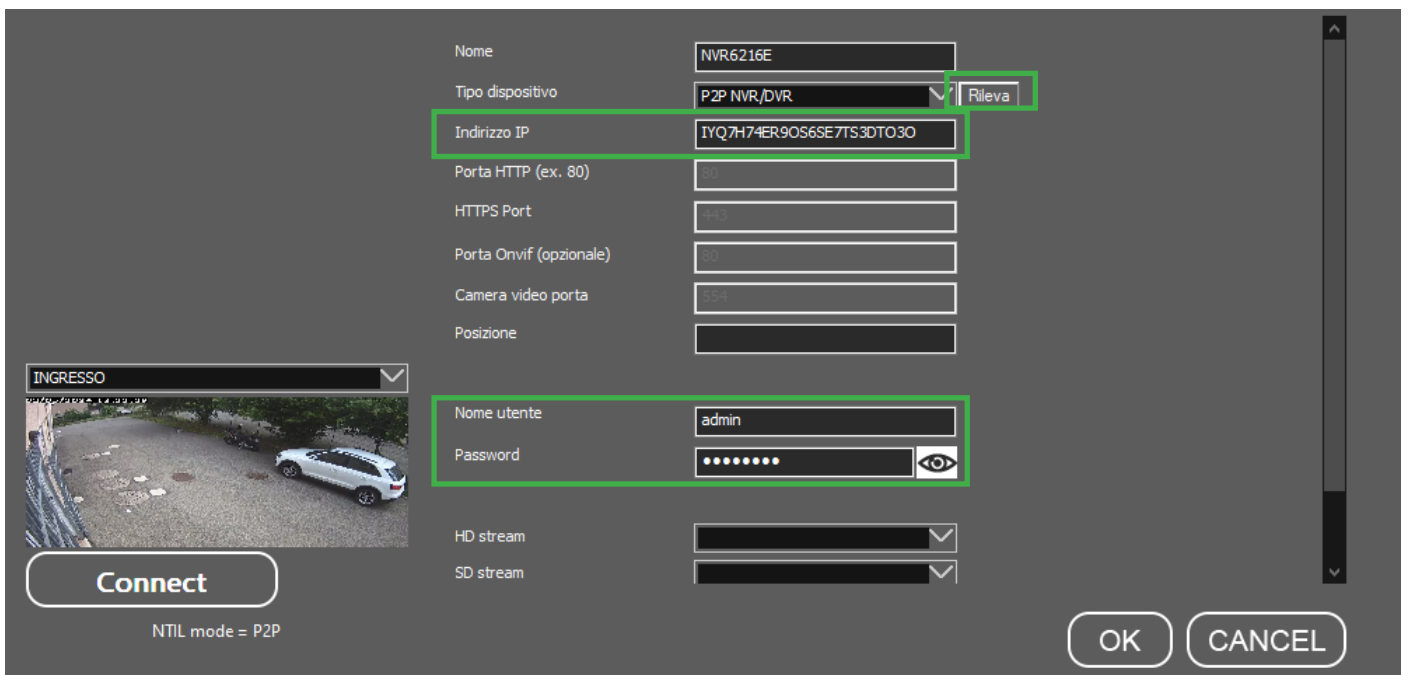 Nome
NVR6216E
Tipo dispositivo
P2P NVR/DVR
Rileva
Indirizzo IP
IYQ7H74ER9OS6SE7TS3DTO3O
Porta HTTP (ex. 80)
80
HTTPS Port
443
Porta Onvif (opzionale)
80
Camera video porta
554
Posizione
INGRESSO
Nome utente
admin
Password
••••••••
HD stream
SD stream
Connect
NTIL mode = P2P
OK
CANCEL